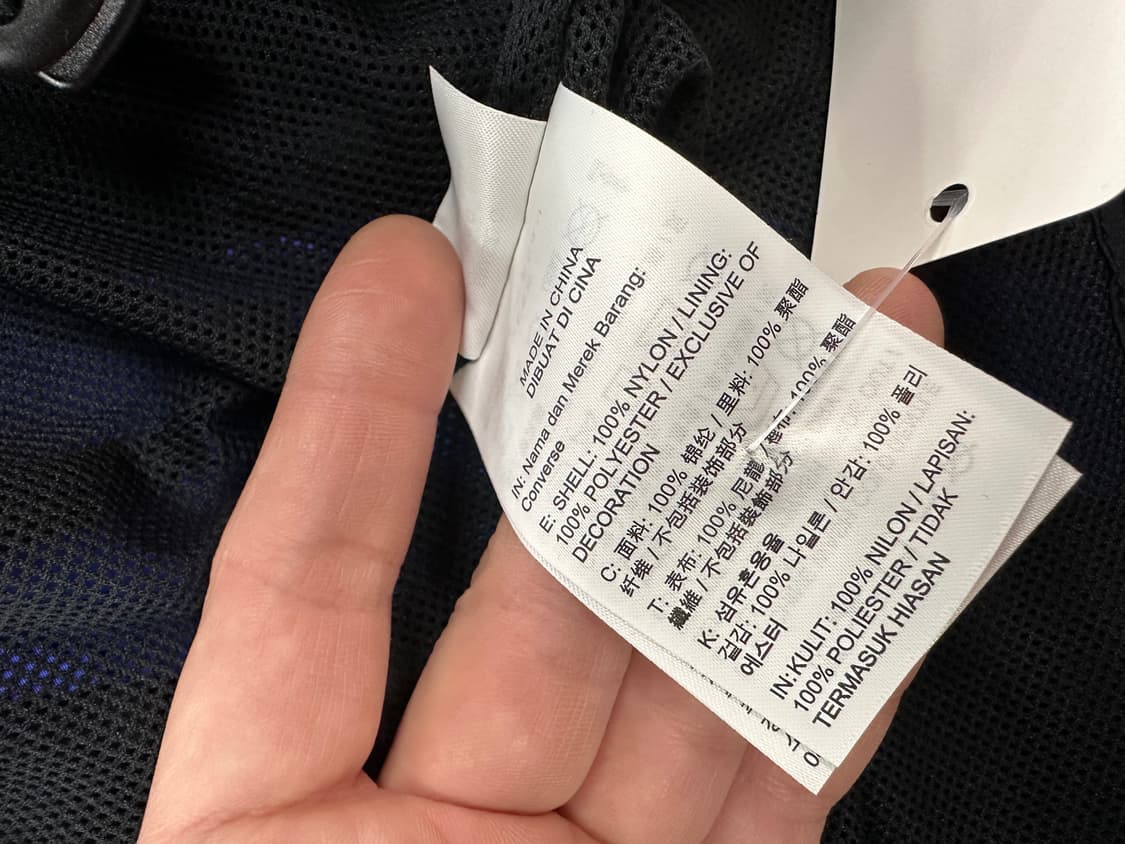 MADE IN CHINA
DIBUAT DI CINA
IN: Nama dan Merek Barang:
Converse
E: SHELL: 100% NYLON / LINING:
100% POLYESTER / EXCLUSIVE OF
DECORATION
C: 面料: 100% 锦纶 / 里料: 100% 聚酯
纤维 / 不包括装饰部分
T: 表布: 100% 尼龍 / 裡布: 100% 聚酯
纖維 / 不包括裝飾部分
K: 섬유혼용율
겉감: 100% 나일론 / 안감: 100% 폴리
에스터
IN:KULIT: 100% NILON / LAPISAN:
100% POLIESTER / TIDAK
TERMASUK HIASAN